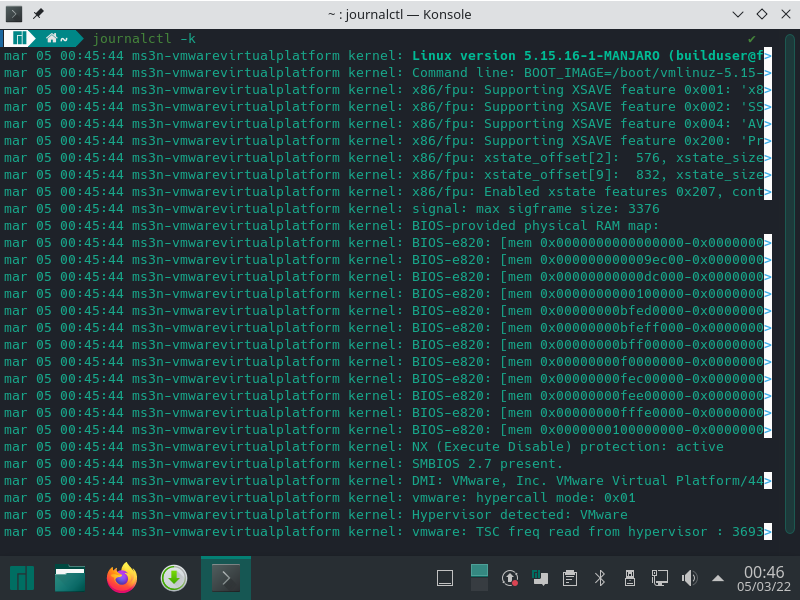 ~ : journalctl — Konsole
~ journalctl -k ✔
mar 05 00:45:44 ms3n-vmwarevirtualplatform kernel: Linux version 5.15.16-1-MANJARO (builduser@f>
mar 05 00:45:44 ms3n-vmwarevirtualplatform kernel: Command line: BOOT_IMAGE=/boot/vmlinuz-5.15->
mar 05 00:45:44 ms3n-vmwarevirtualplatform kernel: x86/fpu: Supporting XSAVE feature 0x001: 'x8>
mar 05 00:45:44 ms3n-vmwarevirtualplatform kernel: x86/fpu: Supporting XSAVE feature 0x002: 'SS>
mar 05 00:45:44 ms3n-vmwarevirtualplatform kernel: x86/fpu: Supporting XSAVE feature 0x004: 'AV>
mar 05 00:45:44 ms3n-vmwarevirtualplatform kernel: x86/fpu: Supporting XSAVE feature 0x200: 'Pr>
mar 05 00:45:44 ms3n-vmwarevirtualplatform kernel: x86/fpu: xstate_offset[2]:  576, xstate_size>
mar 05 00:45:44 ms3n-vmwarevirtualplatform kernel: x86/fpu: xstate_offset[9]:  832, xstate_size>
mar 05 00:45:44 ms3n-vmwarevirtualplatform kernel: x86/fpu: Enabled xstate features 0x207, cont>
mar 05 00:45:44 ms3n-vmwarevirtualplatform kernel: signal: max sigframe size: 3376
mar 05 00:45:44 ms3n-vmwarevirtualplatform kernel: BIOS-provided physical RAM map:
mar 05 00:45:44 ms3n-vmwarevirtualplatform kernel: BIOS-e820: [mem 0x0000000000000000-0x0000000>
mar 05 00:45:44 ms3n-vmwarevirtualplatform kernel: BIOS-e820: [mem 0x000000000009ec00-0x0000000>
mar 05 00:45:44 ms3n-vmwarevirtualplatform kernel: BIOS-e820: [mem 0x00000000000dc000-0x0000000>
mar 05 00:45:44 ms3n-vmwarevirtualplatform kernel: BIOS-e820: [mem 0x0000000000100000-0x0000000>
mar 05 00:45:44 ms3n-vmwarevirtualplatform kernel: BIOS-e820: [mem 0x00000000bfed0000-0x0000000>
mar 05 00:45:44 ms3n-vmwarevirtualplatform kernel: BIOS-e820: [mem 0x00000000bfeff000-0x0000000>
mar 05 00:45:44 ms3n-vmwarevirtualplatform kernel: BIOS-e820: [mem 0x00000000bff00000-0x0000000>
mar 05 00:45:44 ms3n-vmwarevirtualplatform kernel: BIOS-e820: [mem 0x00000000f0000000-0x0000000>
mar 05 00:45:44 ms3n-vmwarevirtualplatform kernel: BIOS-e820: [mem 0x00000000fec00000-0x0000000>
mar 05 00:45:44 ms3n-vmwarevirtualplatform kernel: BIOS-e820: [mem 0x00000000fee00000-0x0000000>
mar 05 00:45:44 ms3n-vmwarevirtualplatform kernel: BIOS-e820: [mem 0x00000000fffe0000-0x0000000>
mar 05 00:45:44 ms3n-vmwarevirtualplatform kernel: BIOS-e820: [mem 0x0000000100000000-0x0000000>
mar 05 00:45:44 ms3n-vmwarevirtualplatform kernel: NX (Execute Disable) protection: active
mar 05 00:45:44 ms3n-vmwarevirtualplatform kernel: SMBIOS 2.7 present.
mar 05 00:45:44 ms3n-vmwarevirtualplatform kernel: DMI: VMware, Inc. VMware Virtual Platform/44>
mar 05 00:45:44 ms3n-vmwarevirtualplatform kernel: vmware: hypercall mode: 0x01
mar 05 00:45:44 ms3n-vmwarevirtualplatform kernel: Hypervisor detected: VMware
mar 05 00:45:44 ms3n-vmwarevirtualplatform kernel: vmware: TSC freq read from hypervisor : 3693>
00:46
05/03/22